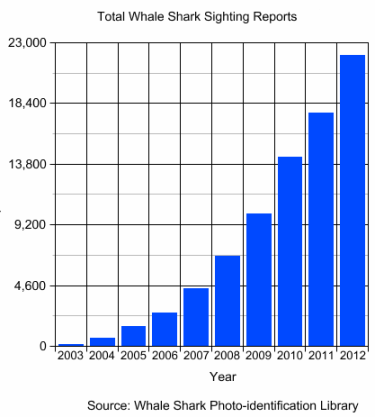 Total Whale Shark Sighting Reports
23,000
18,400
13,800
9,200
4,600
0
2003 2004 2005 2006 2007 2008 2009 2010 2011 2012
Year
Source: Whale Shark Photo-identification Library